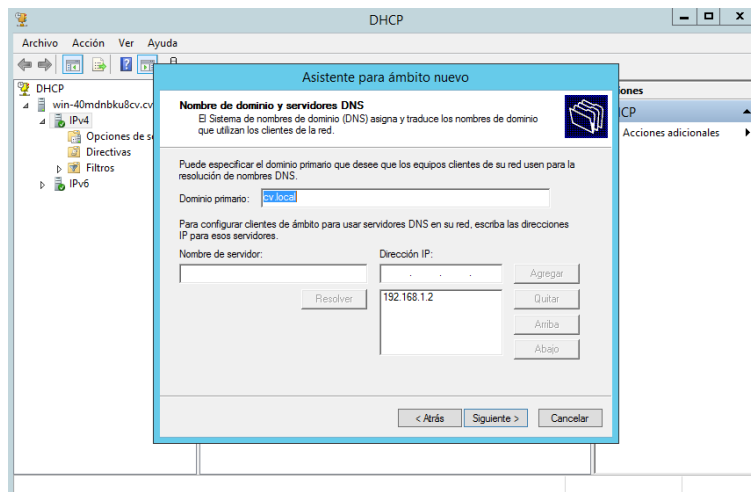 DHCP
Archivo Acción Ver Ayuda
DHCP
win-40mdnbku8cv.cv
IPv4
Opciones de se
Directivas
Filtros
IPv6
Asistente para ámbito nuevo
Nombre de dominio y servidores DNS
El Sistema de nombres de dominio (DNS) asigna y traduce los nombres de dominio
que utilizan los clientes de la red.
Puede especificar el dominio primario que desee que los equipos clientes de su red usen para la
resolución de nombres DNS.
Dominio primario: cv.local
Para configurar clientes de ámbito para usar servidores DNS en su red, escriba las direcciones
IP para esos servidores.
Nombre de servidor: Dirección IP:
Agregar
Resolver 192.168.1.2 Quitar
Arriba
Abajo
< Atrás Siguiente > Cancelar
iones
CP
Acciones adicionales